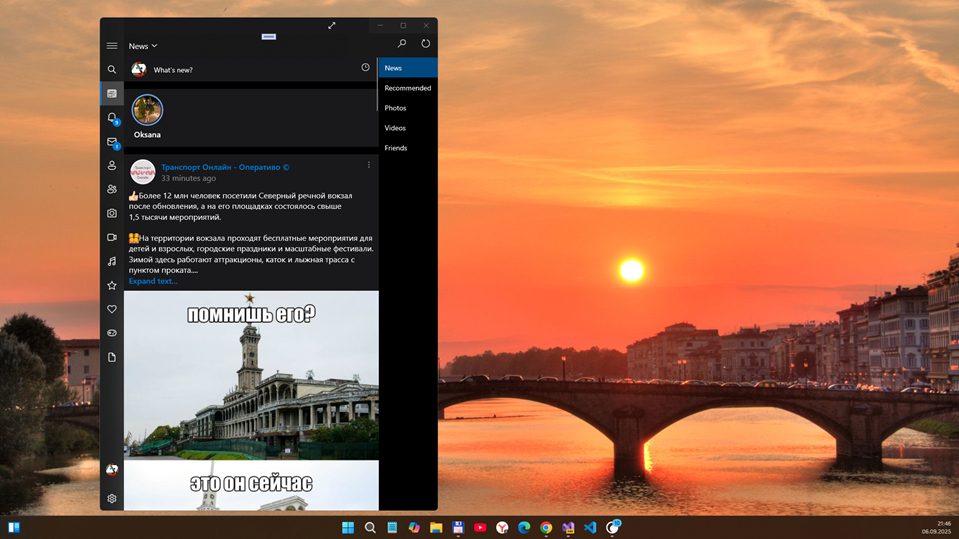 News
What's new?
Oksana
Транспорт Онлайн - Оперативо ©
33 minutes ago
👍Более 12 млн человек посетили Северный речной вокзал
после обновления, а на его площадках состоялось свыше
1,5 тысячи мероприятий.
На территории вокзала проходят бесплатные мероприятия для
детей и взрослых, городские праздники и масштабные фестивали.
Зимой здесь работают аттракционы, каток и лыжная трасса с
пунктом проката....
Expand text...
помнишь его?
это он сейчас
News
Recommended
Photos
Videos
Friends
21:46
06.09.2025